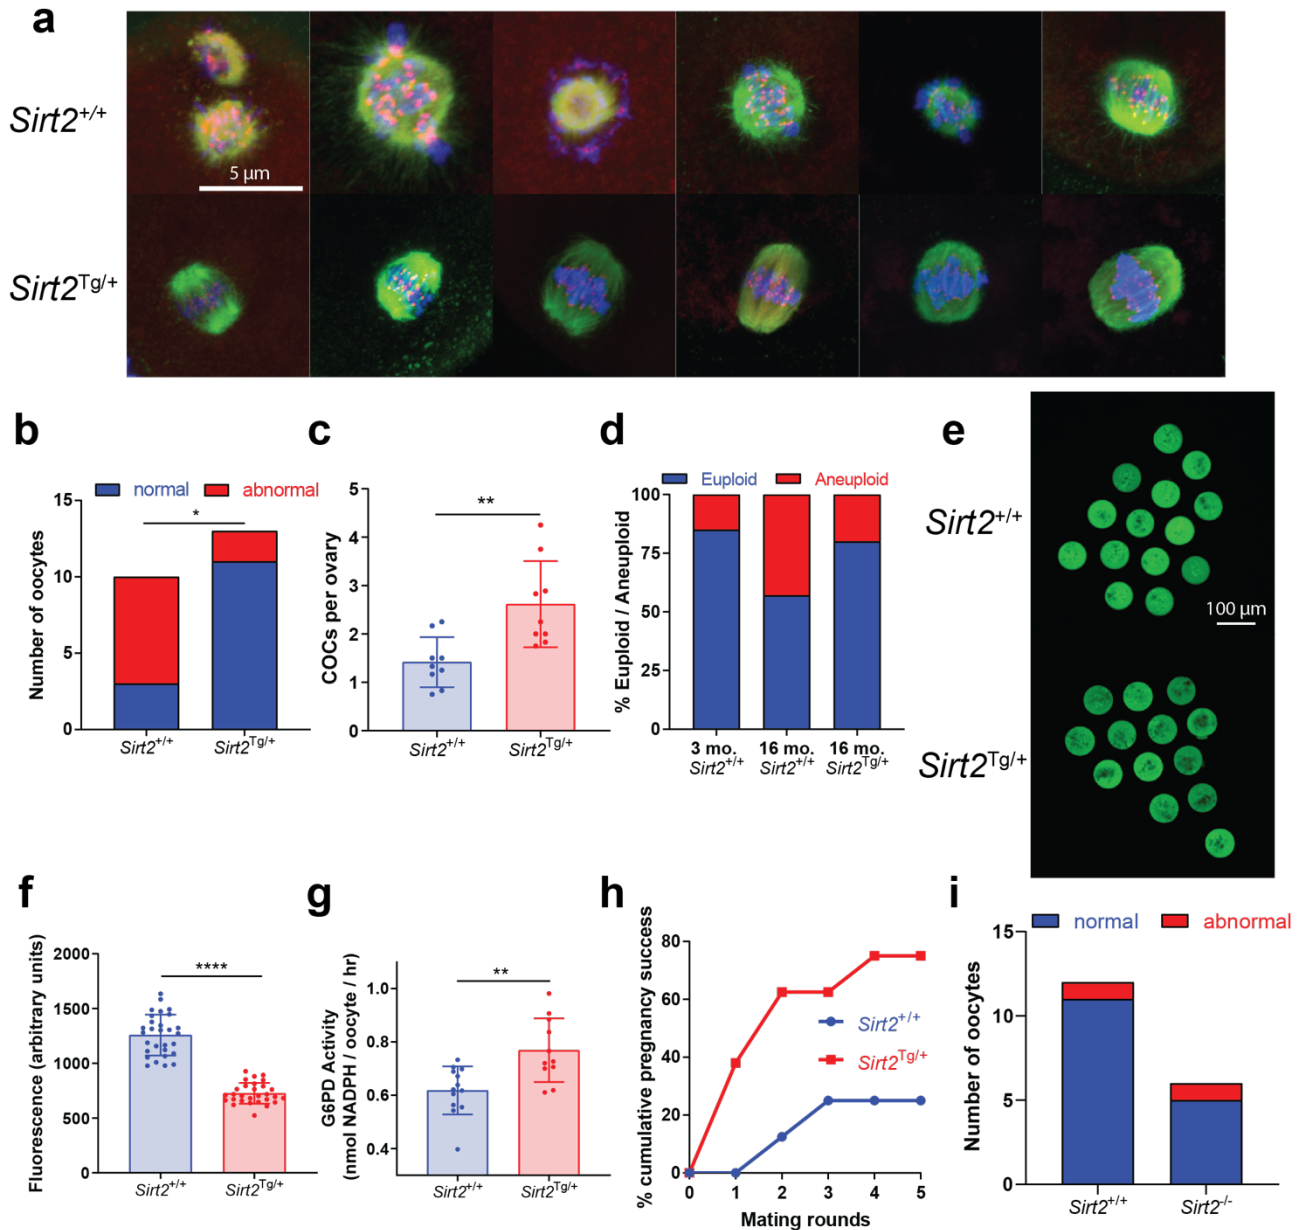 a
Sirt2+/+
5 µm
Sirt2Tg/+
b
normal abnormal
Number of oocytes
15
10
5
0
*
Sirt2+/+ Sirt2Tg/+
c
COCs per ovary
5
4
3
2
1
0
**
Sirt2+/+ Sirt2Tg/+
d
Euploid Aneuploid
% Euploid / Aneuploid
100
75
50
25
0
3 mo. 16 mo. 16 mo.
Sirt2+/+ Sirt2+/+ Sirt2Tg/+
e
Sirt2+/+
100 µm
Sirt2Tg/+
f
Fluorescence (arbitrary units)
2000
1500
1000
500
0
****
Sirt2+/+ Sirt2Tg/+
g
G6PD Activity
(nmol NADPH / oocyte / hr)
1.0
0.8
0.6
0.4
**
Sirt2+/+ Sirt2Tg/+
h
% cumulative pregnancy success
80
60
40
20
0
Sirt2+/+
Sirt2Tg/+
0 1 2 3 4 5
Mating rounds
i
normal abnormal
Number of oocytes
15
10
5
0
Sirt2+/+ Sirt2-/-